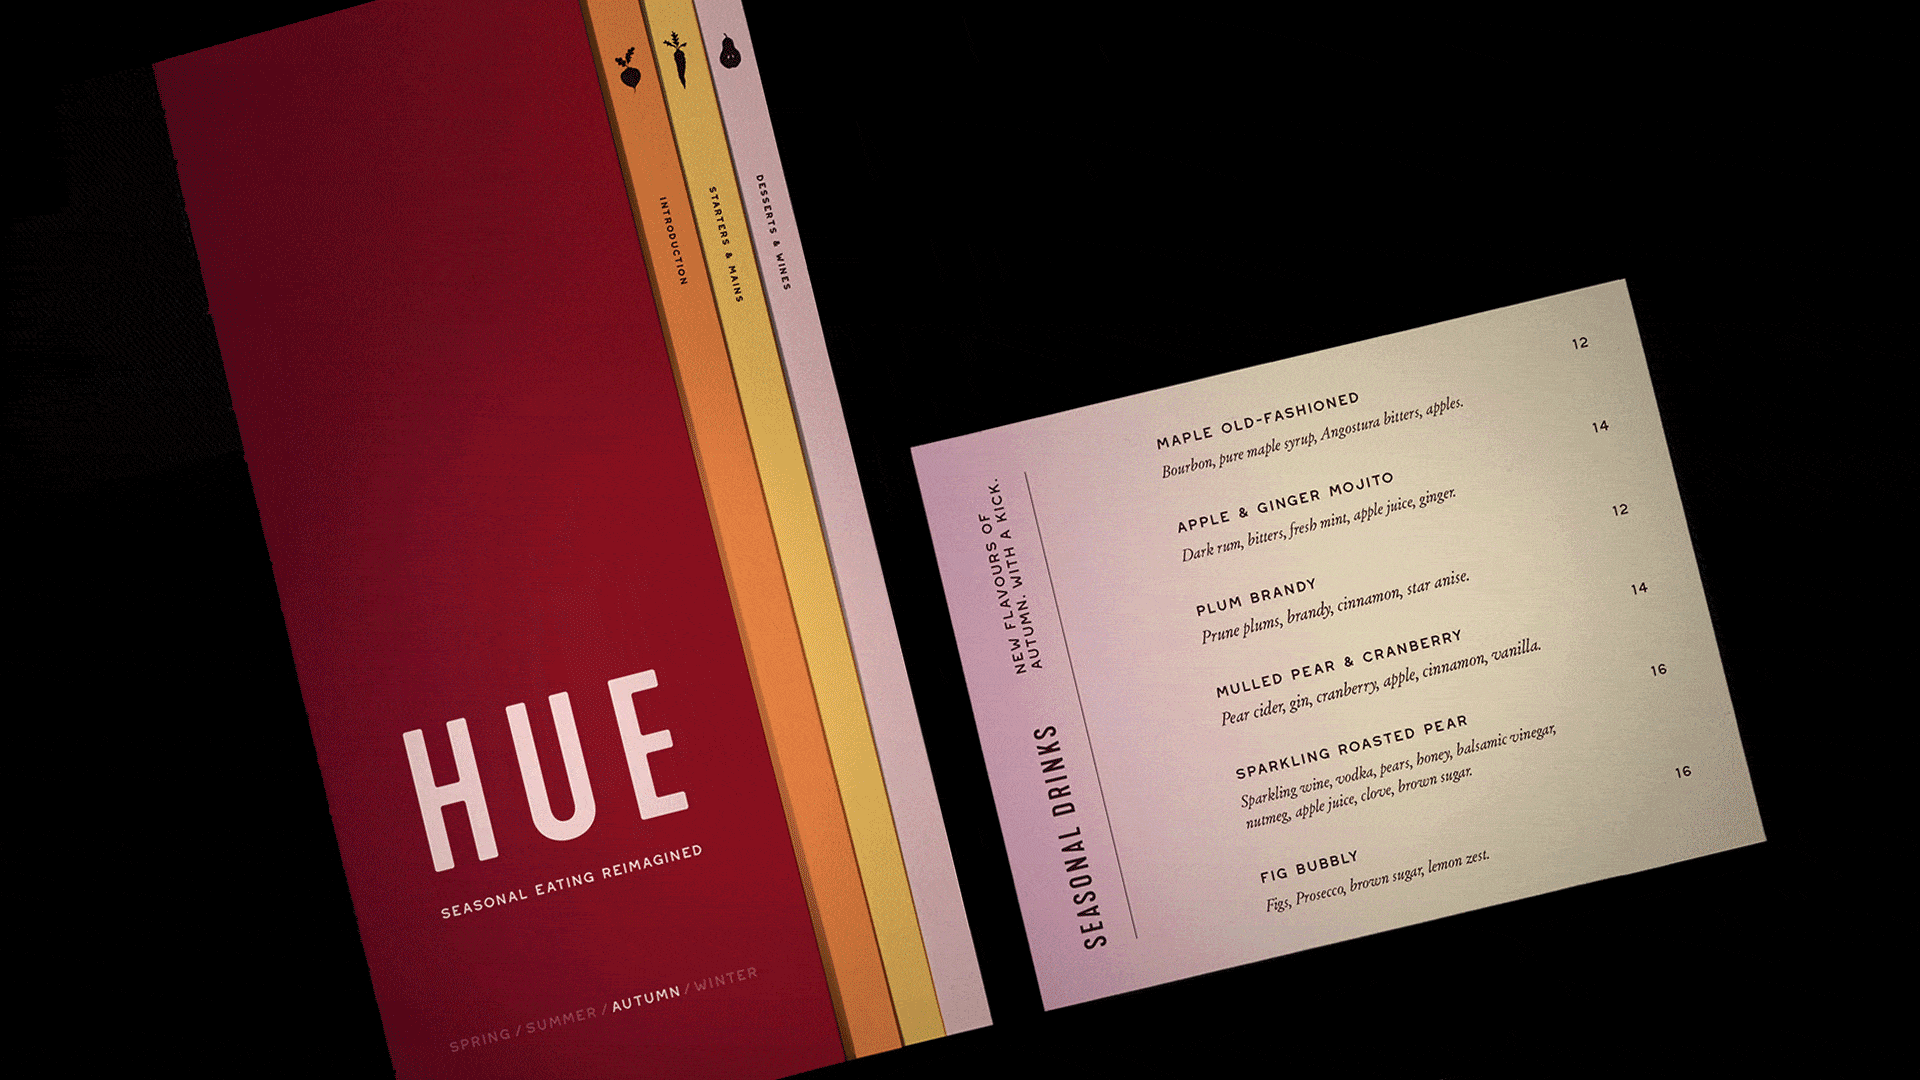 INTRODUCTION
STARTERS & MAINS
DESSERTS & WINES
HUE
SEASONAL EATING REIMAGINED
SPRING / SUMMER / AUTUMN / WINTER
SEASONAL DRINKS
NEW FLAVOURS OF
AUTUMN. WITH A KICK.
MAPLE OLD-FASHIONED 12
Bourbon, pure maple syrup, Angostura bitters, apples.
APPLE & GINGER MOJITO 14
Dark rum, bitters, fresh mint, apple juice, ginger.
PLUM BRANDY 12
Prune plums, brandy, cinnamon, star anise.
MULLED PEAR & CRANBERRY 14
Pear cider, gin, cranberry, apple, cinnamon, vanilla.
SPARKLING ROASTED PEAR 16
Sparkling wine, vodka, pears, honey, balsamic vinegar,
nutmeg, apple juice, clove, brown sugar.
FIG BUBBLY 16
Figs, Prosecco, brown sugar, lemon zest.